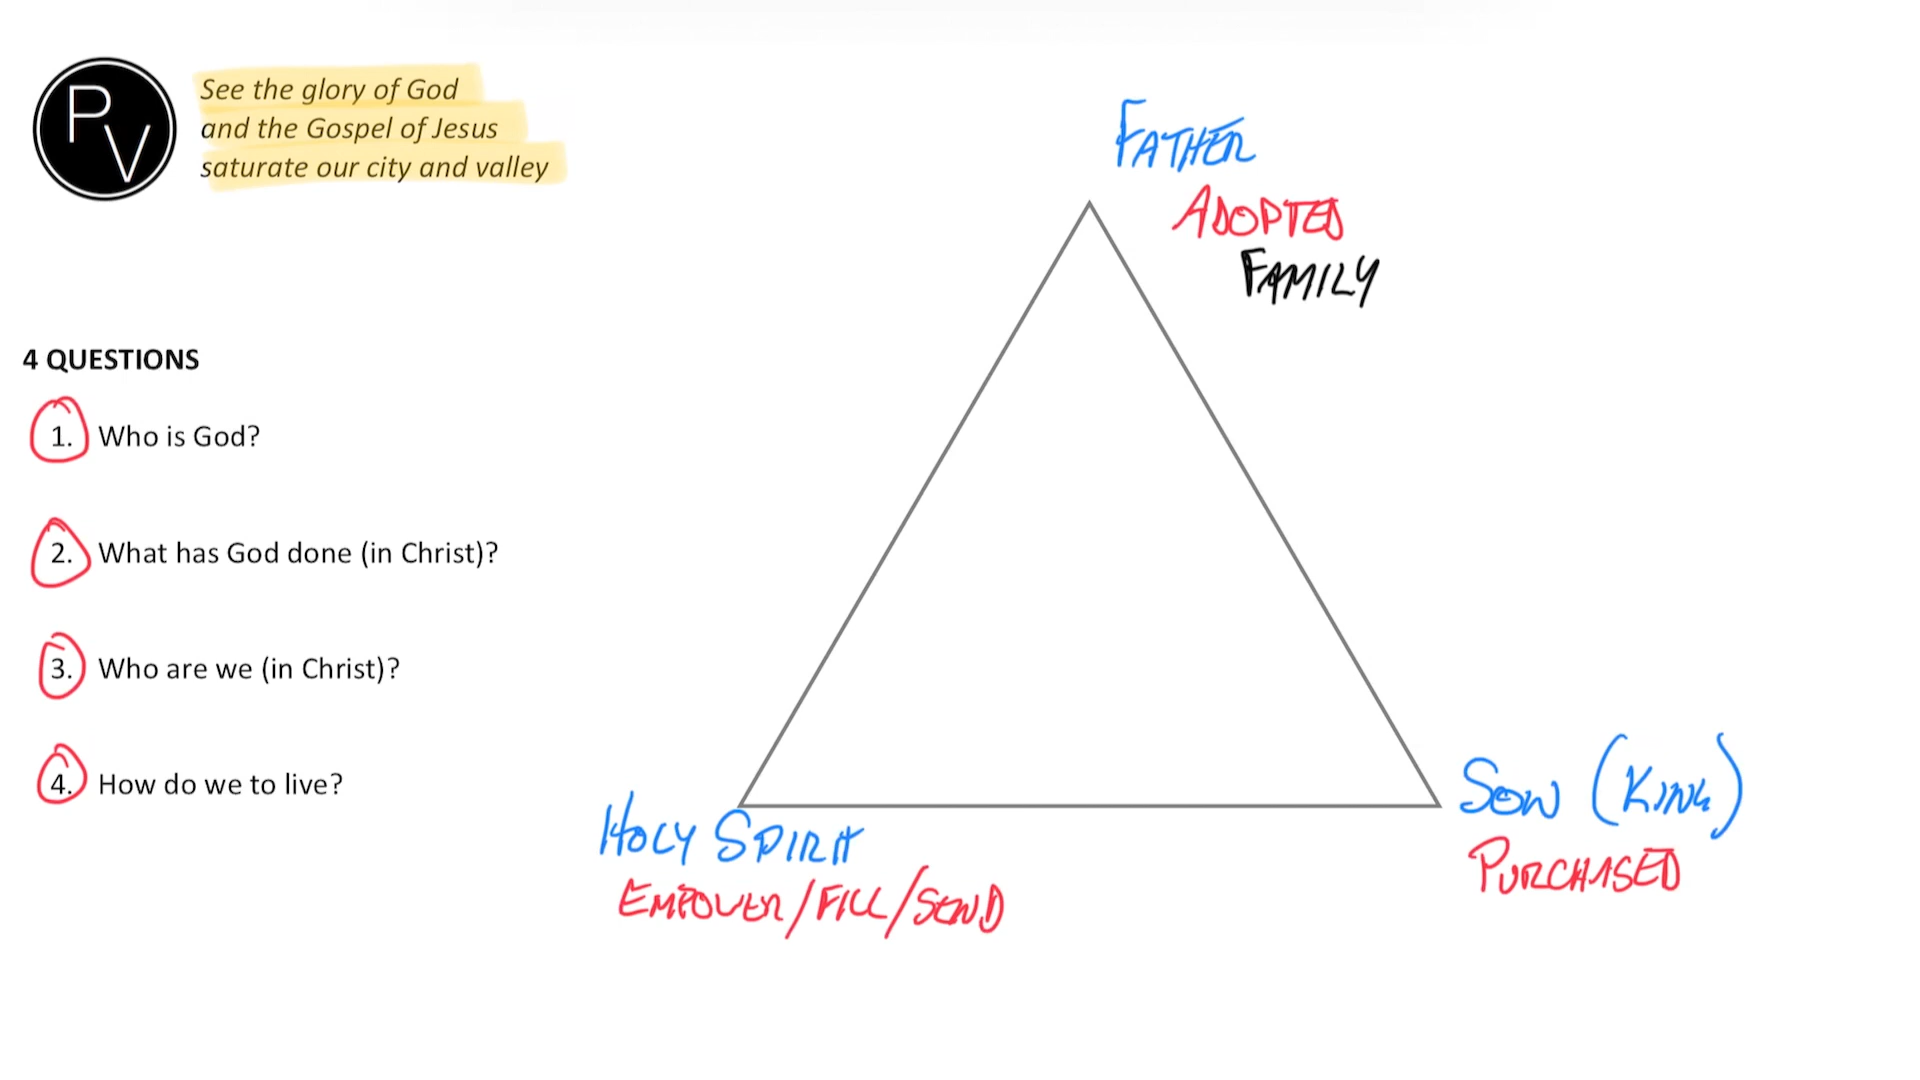 PV
See the glory of God
and the Gospel of Jesus
saturate our city and valley
4 QUESTIONS
1. Who is God?
2. What has God done (in Christ)?
3. Who are we (in Christ)?
4. How do we to live?
FATHER
ADOPTED
FAMILY
HOLY SPIRIT
EMPOWER/FILL/SEND
SON (KING)
PURCHASED